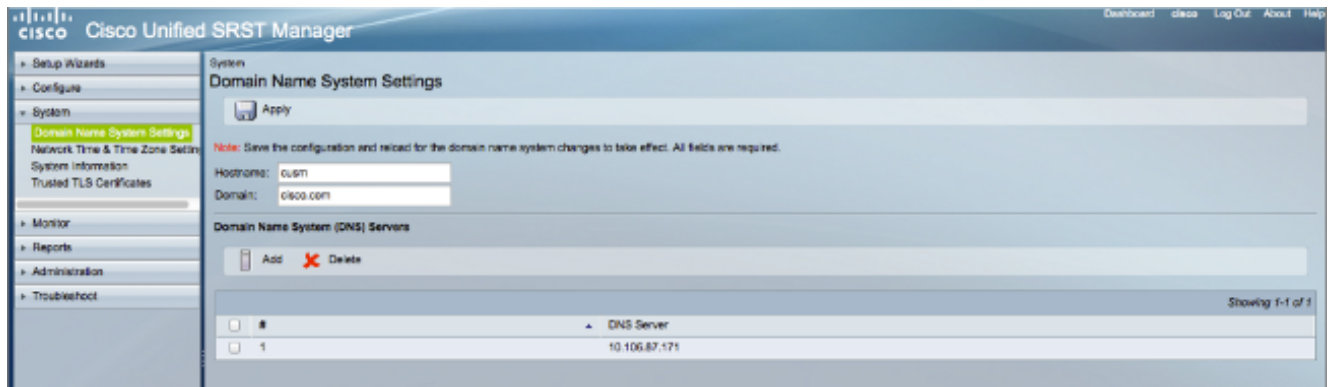 Dashboard cisco Log Out About Help
CISCO Cisco Unified SRST Manager
Setup Wizards
Configure
System
Domain Name System Settings
Network Time & Time Zone Settin
System Information
Trusted TLS Certificates
Monitor
Reports
Administration
Troubleshoot
System
Domain Name System Settings
Apply
Note: Save the configuration and reload for the domain name system changes to take effect. All fields are required.
Hostname: cusm
Domain: cisco.com
Domain Name System (DNS) Servers
Add Delete
Showing 1-1 of 1
# DNS Server
1 10.106.87.171